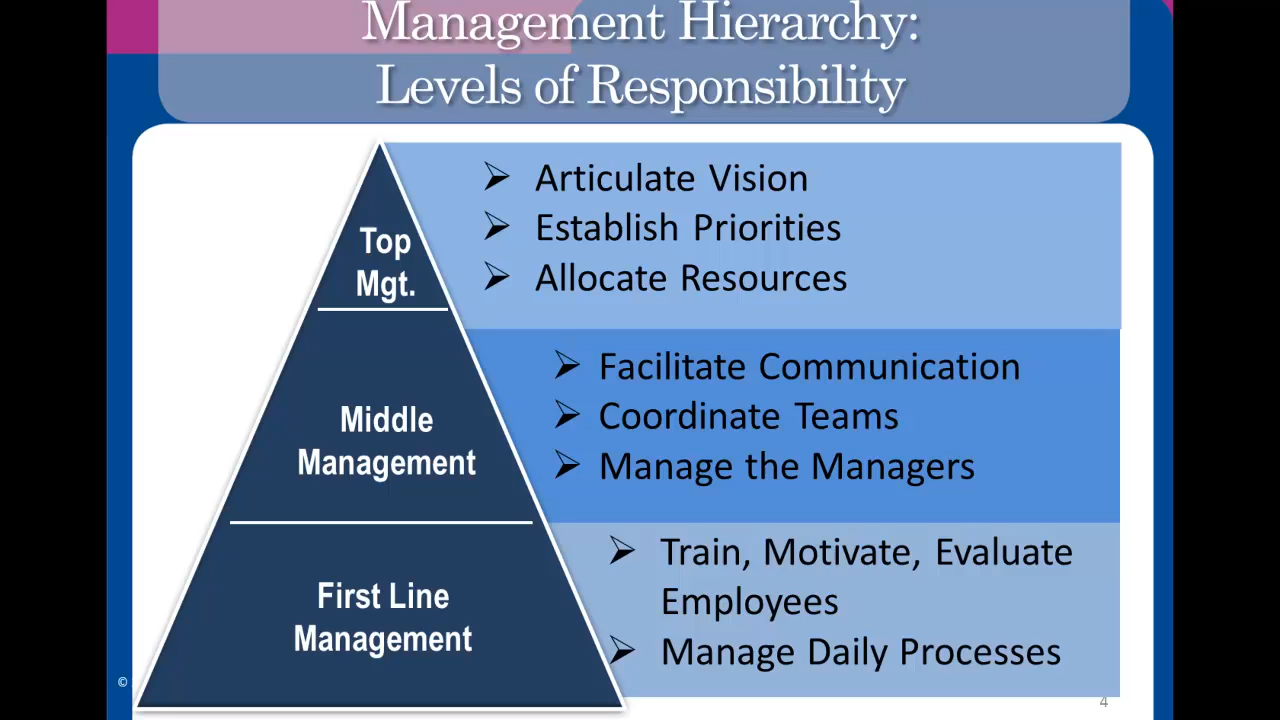 Management Hierarchy:
Levels of Responsibility
Top
Mgt.
➢ Articulate Vision
➢ Establish Priorities
➢ Allocate Resources
Middle
Management
➢ Facilitate Communication
➢ Coordinate Teams
➢ Manage the Managers
First Line
Management
➢ Train, Motivate, Evaluate
Employees
➢ Manage Daily Processes
©
4